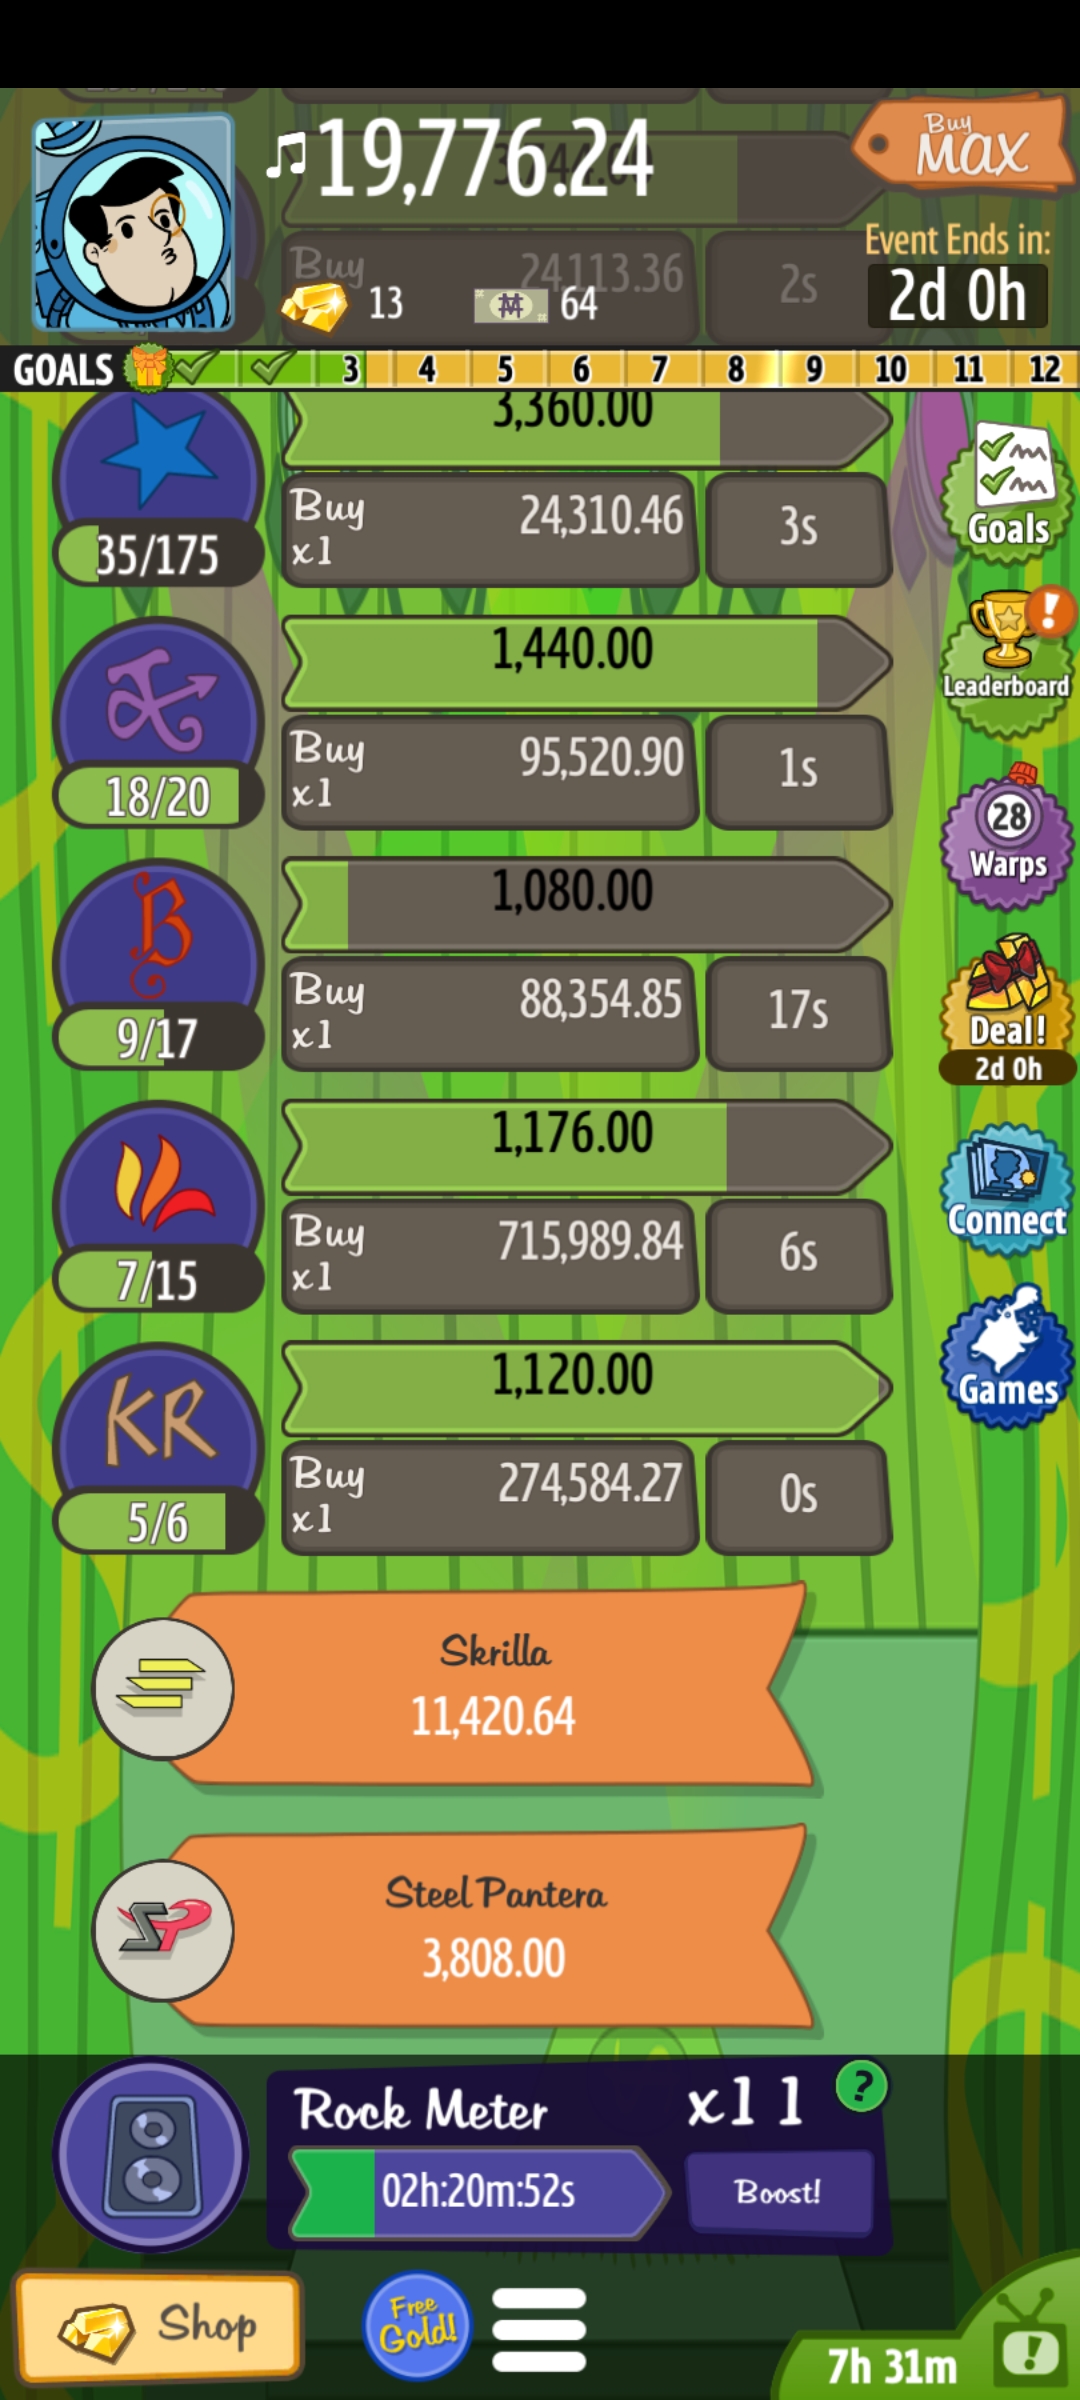 19,776.24
Buy
MAX
Buy
24,113.36
2s
13
64
Event Ends in:
2d 0h
GOALS
3
4
5
6
7
8
9
10
11
12
3,360.00
35/175
Buy
x1
24,310.46
3s
Goals
1,440.00
18/20
Buy
x1
95,520.90
1s
Leaderboard
28
Warps
1,080.00
B
9/17
Buy
x1
88,354.85
17s
Deal!
2d 0h
1,176.00
7/15
Buy
x1
715,989.84
6s
Connect
1,120.00
KR
5/6
Buy
x1
274,584.27
0s
Games
Skrilla
11,420.64
SP
Steel Pantera
3,808.00
Rock Meter
x11
?
02h:20m:52s
Boost!
Shop
Free
Gold!
7h 31m